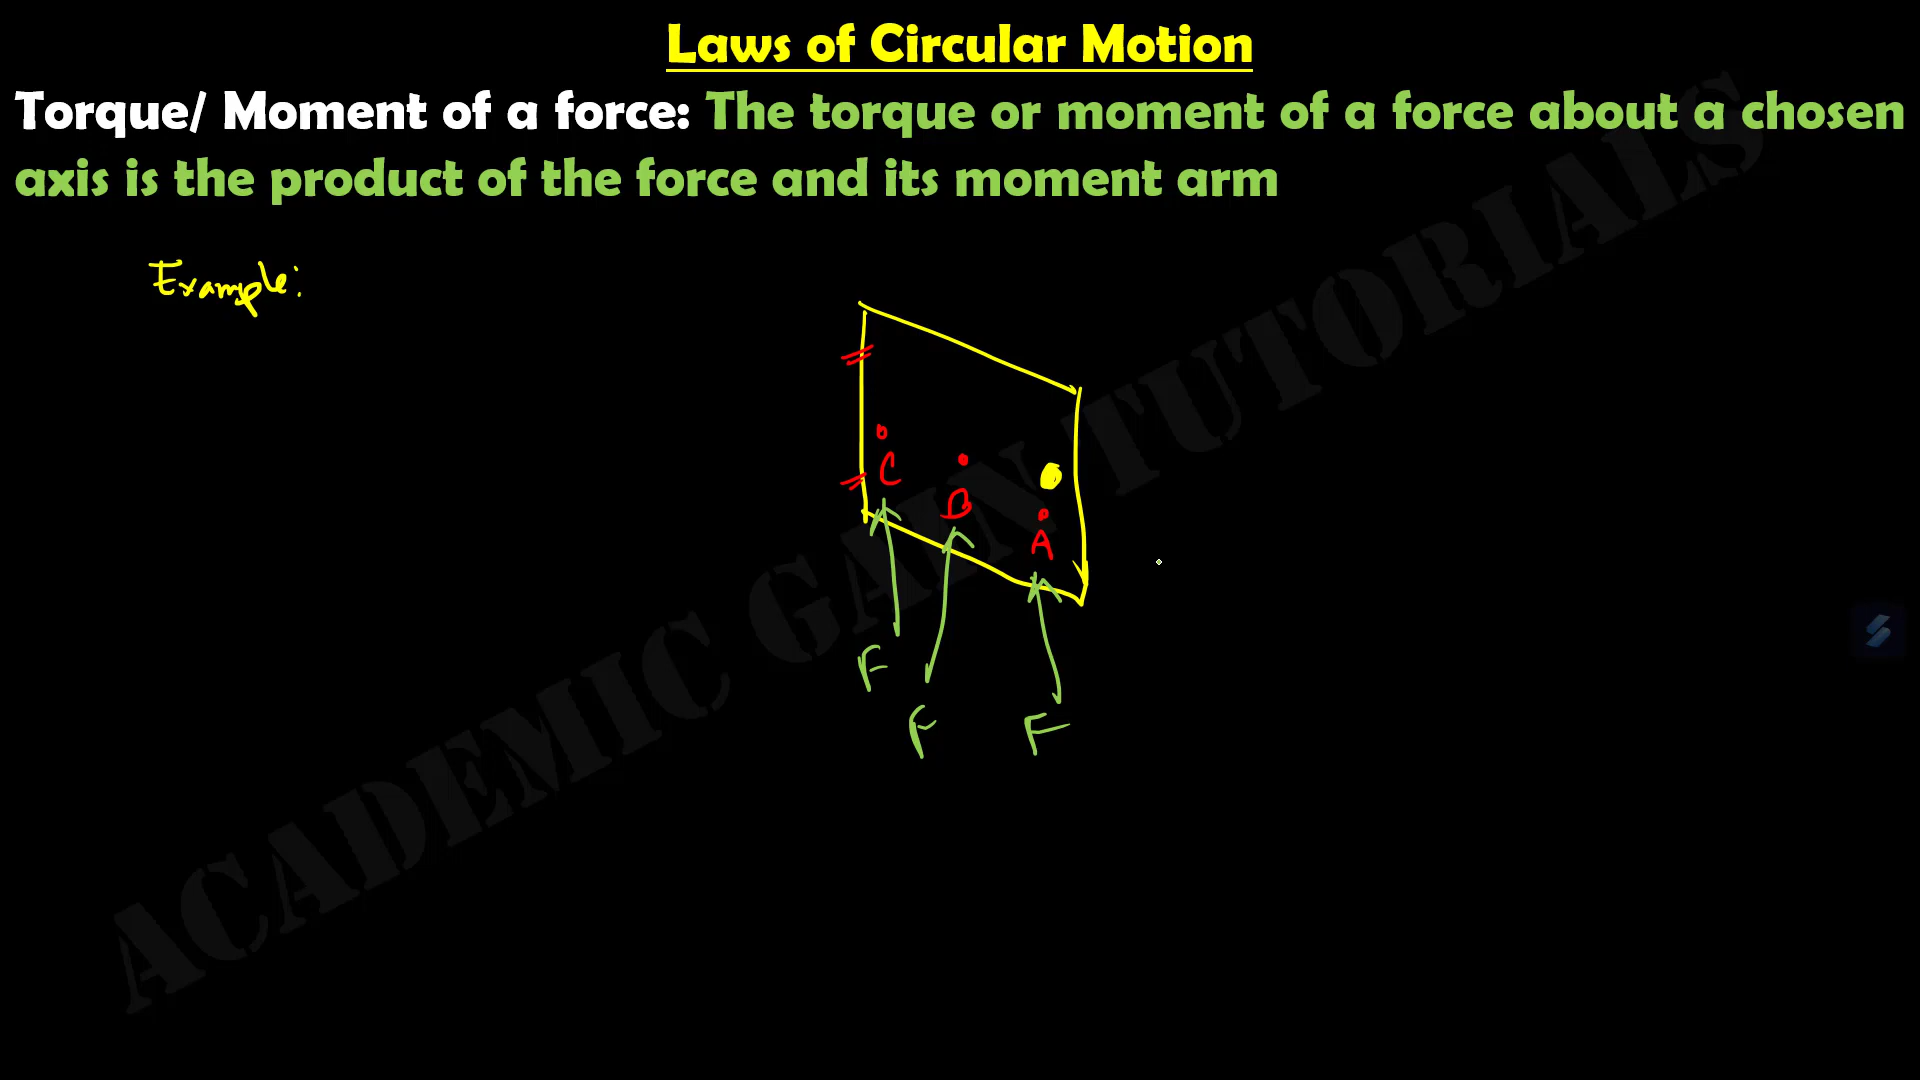 Laws of Circular Motion
Torque/ Moment of a force: The torque or moment of a force about a chosen
axis is the product of the force and its moment arm
Example:
C
B
A
F
F
F
ACADEMIC GAIN TUTORIALS